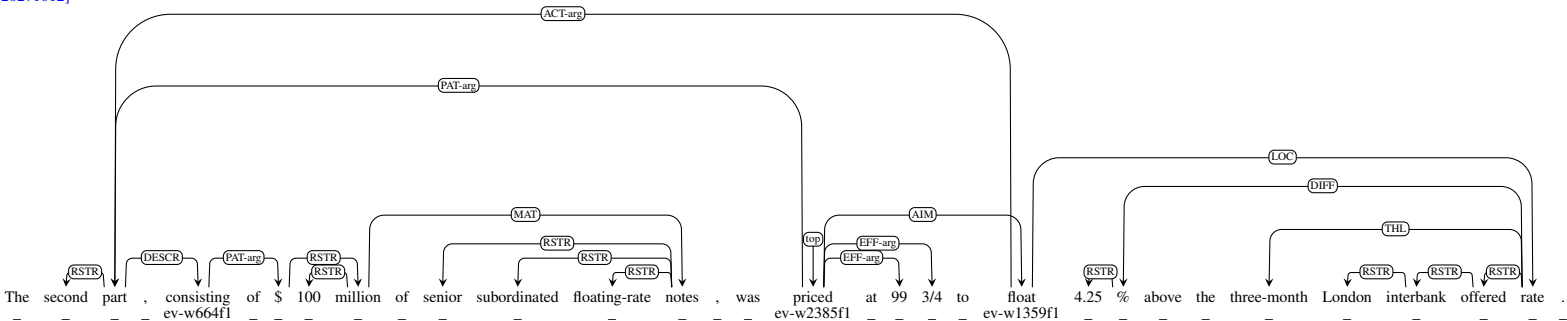 ACT-arg
PAT-arg
LOC
DIFF
MAT AIM
THL
top
RSTR EFF-arg
DESCR PAT-arg RSTR RSTR EFF-arg
RSTR RSTR RSTR RSTR RSTR RSTR RSTR
The second part , consisting of $ 100 million of senior subordinated floating-rate notes , was priced at 99 3/4 to float 4.25 % above the three-month London interbank offered rate .
_ _ _ _ ev-w664f1 _ _ _ _ _ _ _ _ _ _ _ ev-w2385f1 _ _ _ _ ev-w1359f1 _ _ _ _ _ _ _ _ _ _